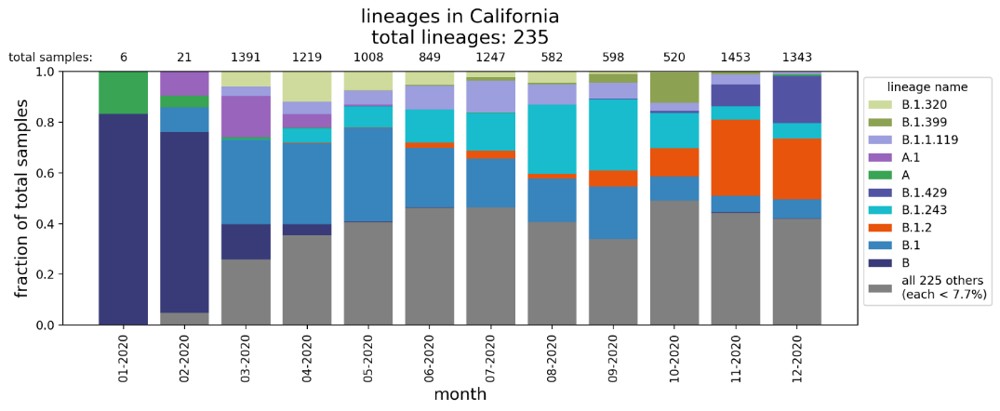 lineages in California
total lineages: 235
total samples: 6 21 1391 1219 1008 849 1247 582 598 520 1453 1343
1.0
0.8
0.6
0.4
0.2
0.0
fraction of total samples
01-2020 02-2020 03-2020 04-2020 05-2020 06-2020 07-2020 08-2020 09-2020 10-2020 11-2020 12-2020
month
lineage name
B.1.320
B.1.399
B.1.1.119
A.1
A
B.1.429
B.1.243
B.1.2
B.1
B
all 225 others
(each < 7.7%)